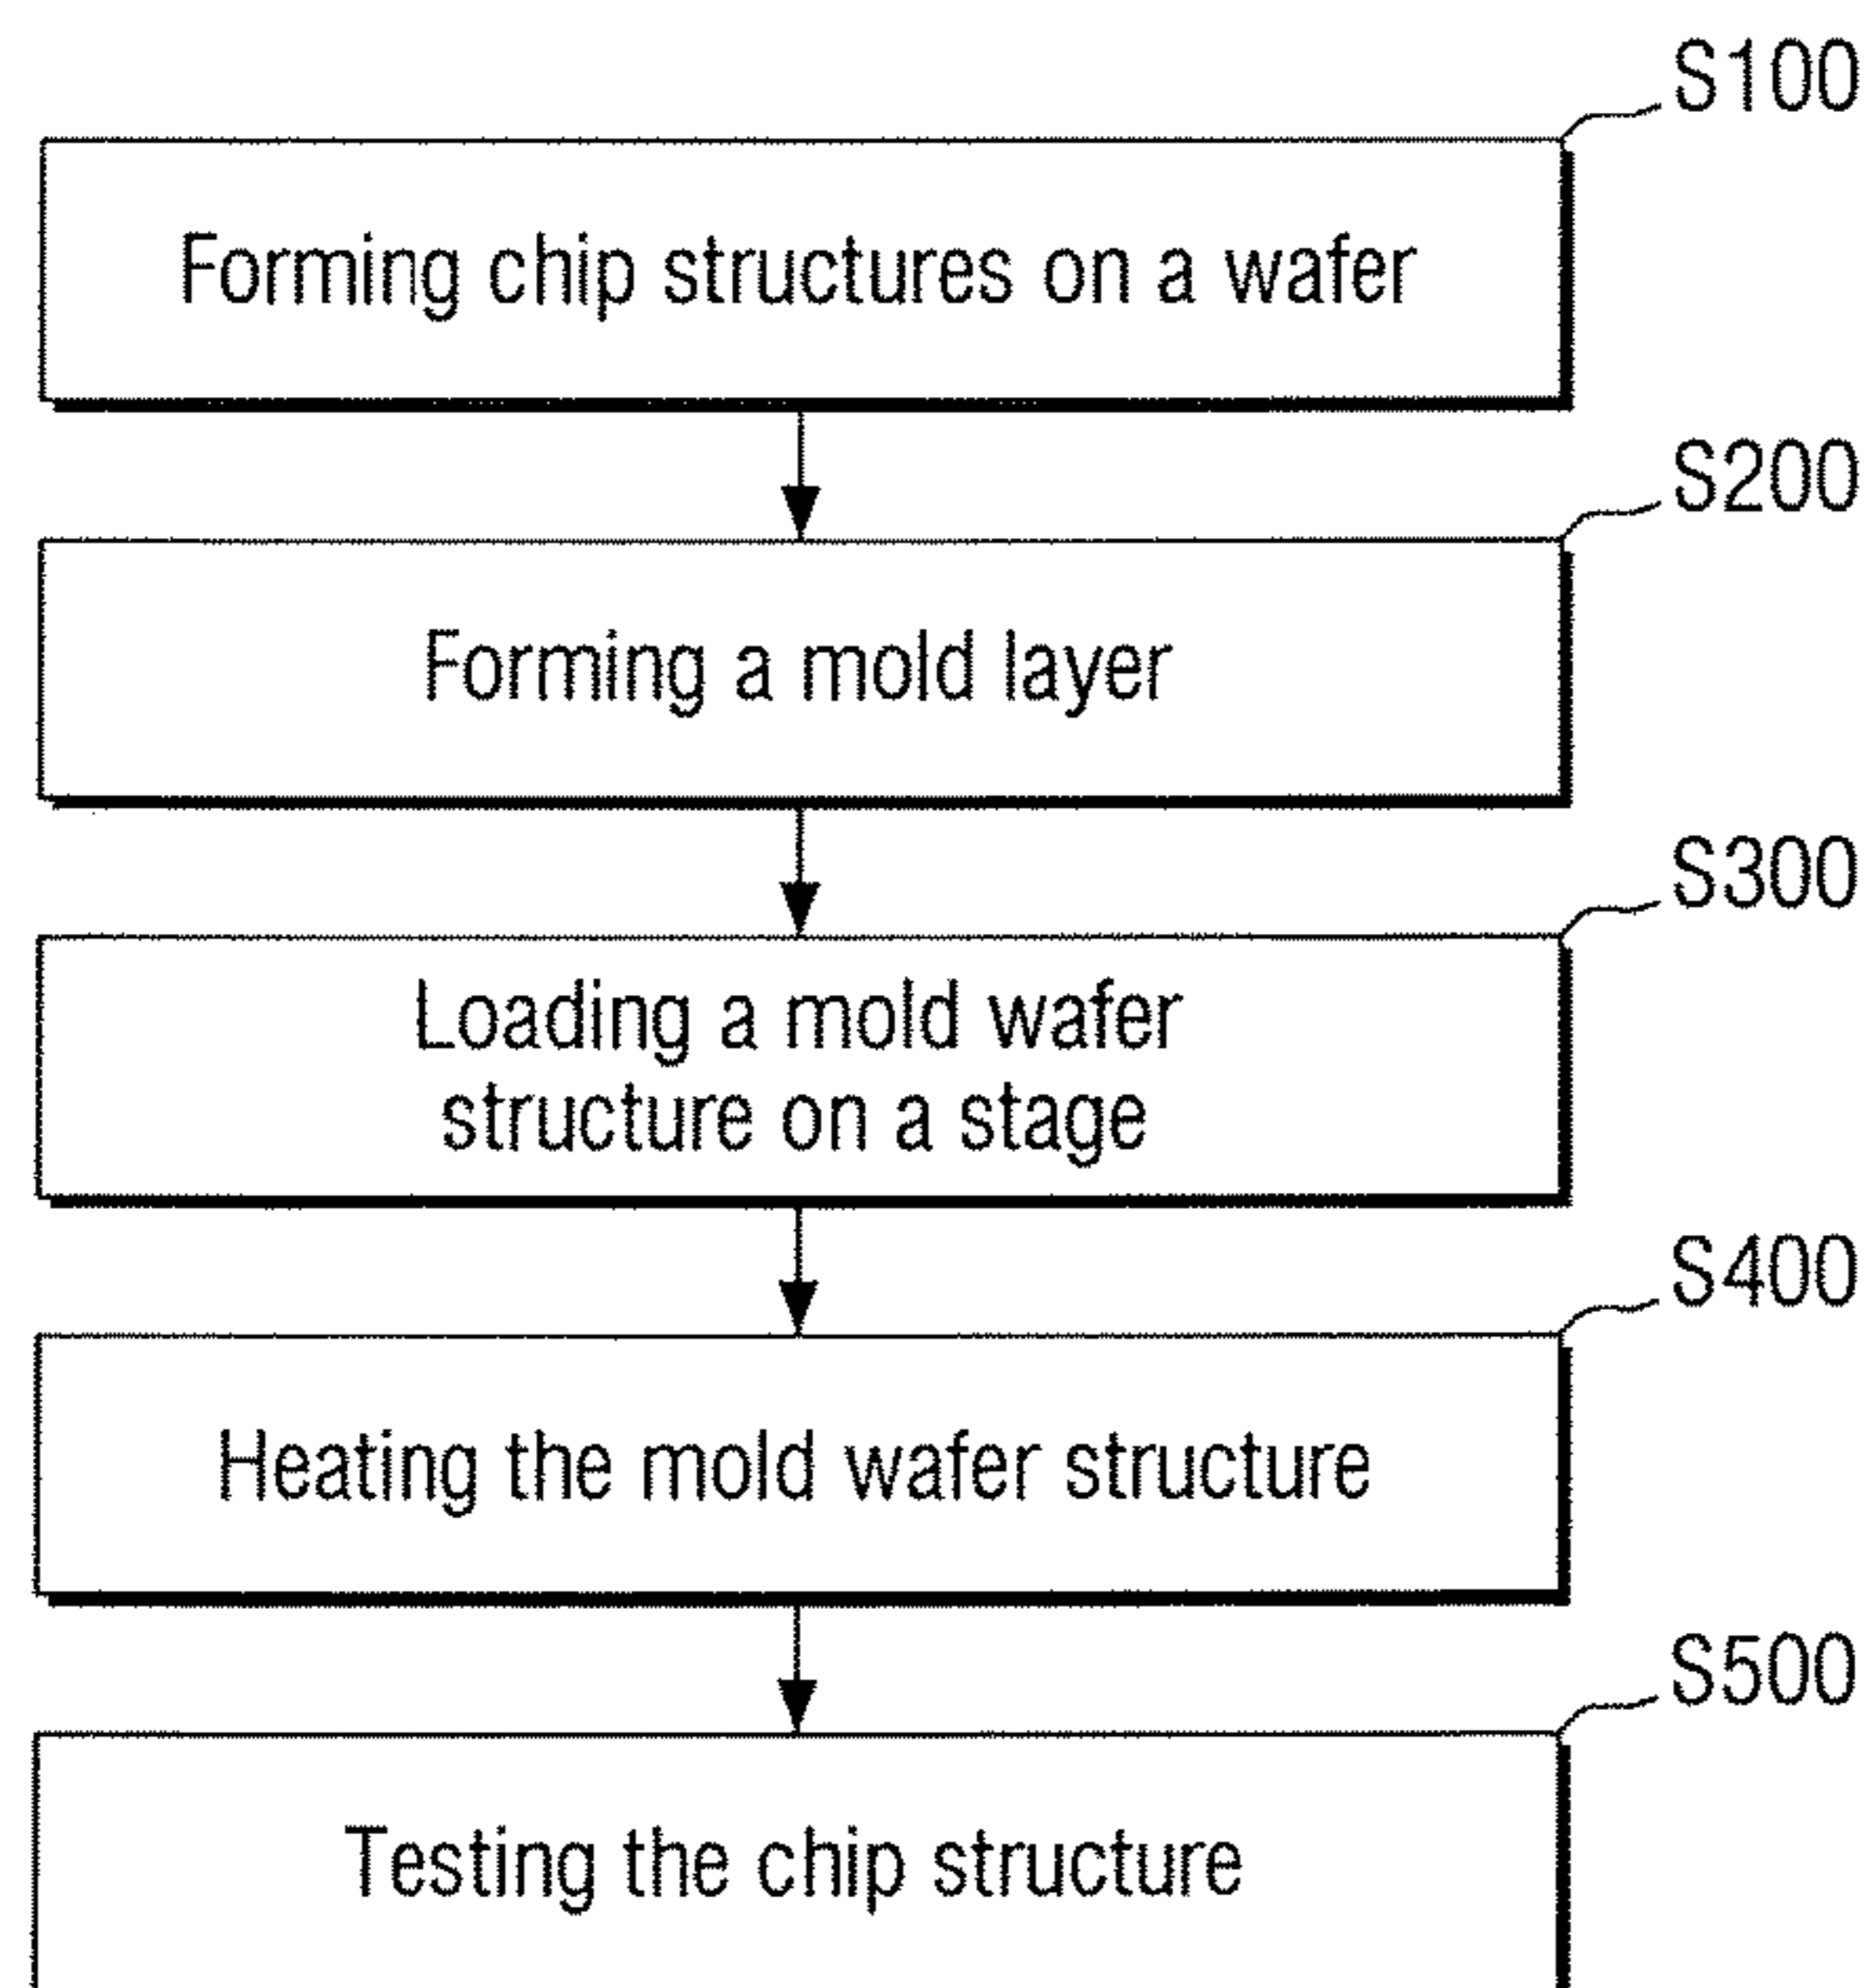 S100
Forming chip structures on a wafer
S200
Forming a mold layer
S300
Loading a mold wafer
structure on a stage
S400
Heating the mold wafer structure
S500
Testing the chip structure